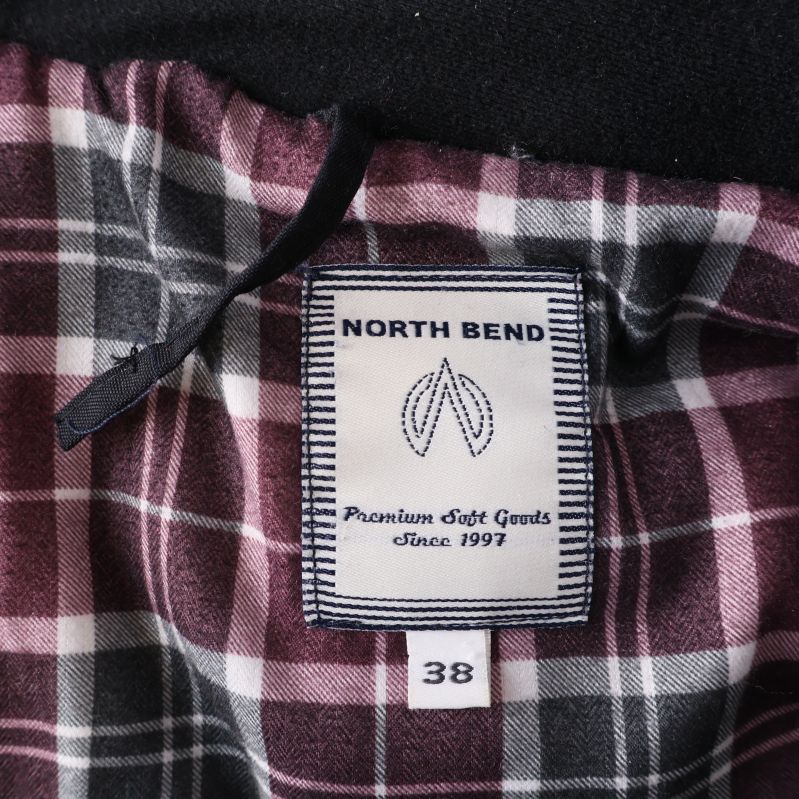 NORTH BEND
Premium Soft Goods
Since 1997
38